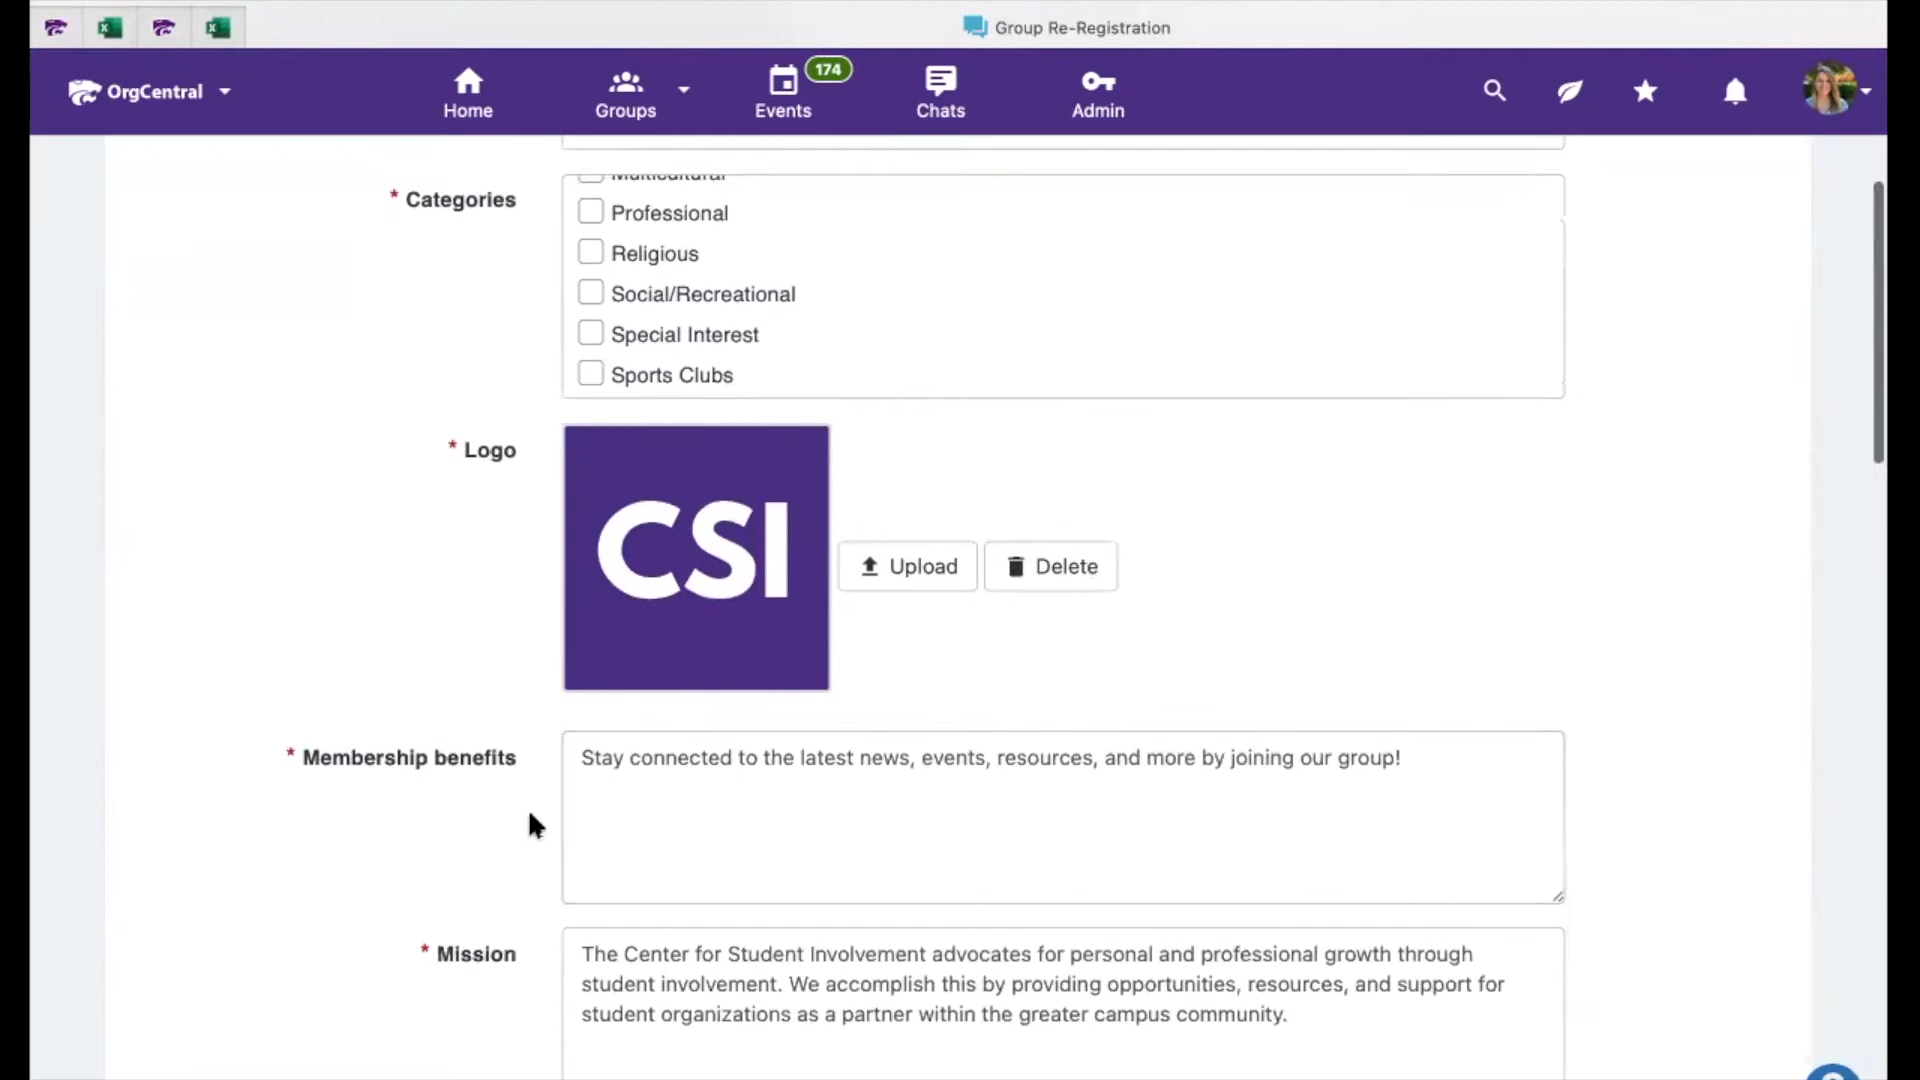 Group Re-Registration
OrgCentral
Home
Groups
174
Events
Chats
Admin
* Categories
Multicultural
Professional
Religious
Social/Recreational
Special Interest
Sports Clubs
* Logo
CSI
Upload
Delete
* Membership benefits
Stay connected to the latest news, events, resources, and more by joining our group!
* Mission
The Center for Student Involvement advocates for personal and professional growth through
student involvement. We accomplish this by providing opportunities, resources, and support for
student organizations as a partner within the greater campus community.